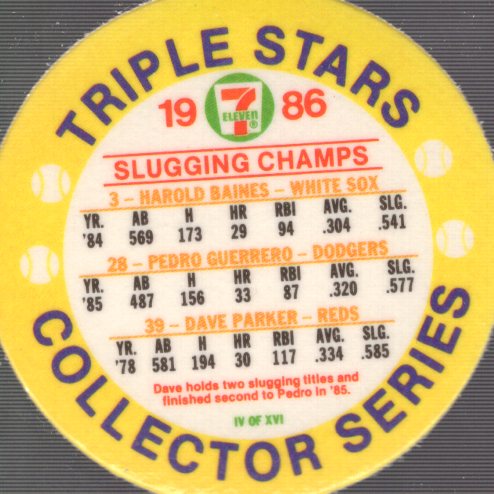 TRIPLE STARS
1986
7
ELEVEN
®
SLUGGING CHAMPS
3 – HAROLD BAINES – WHITE SOX
YR. AB H HR RBI AVG. SLG.
'84 569 173 29 94 .304 .541
28 – PEDRO GUERRERO – DODGERS
YR. AB H HR RBI AVG. SLG.
'85 487 156 33 87 .320 .577
39 – DAVE PARKER – REDS
YR. AB H HR RBI AVG. SLG.
'78 581 194 30 117 .334 .585
Dave holds two slugging titles and
finished second to Pedro in '85.
IV OF XVI
COLLECTOR SERIES